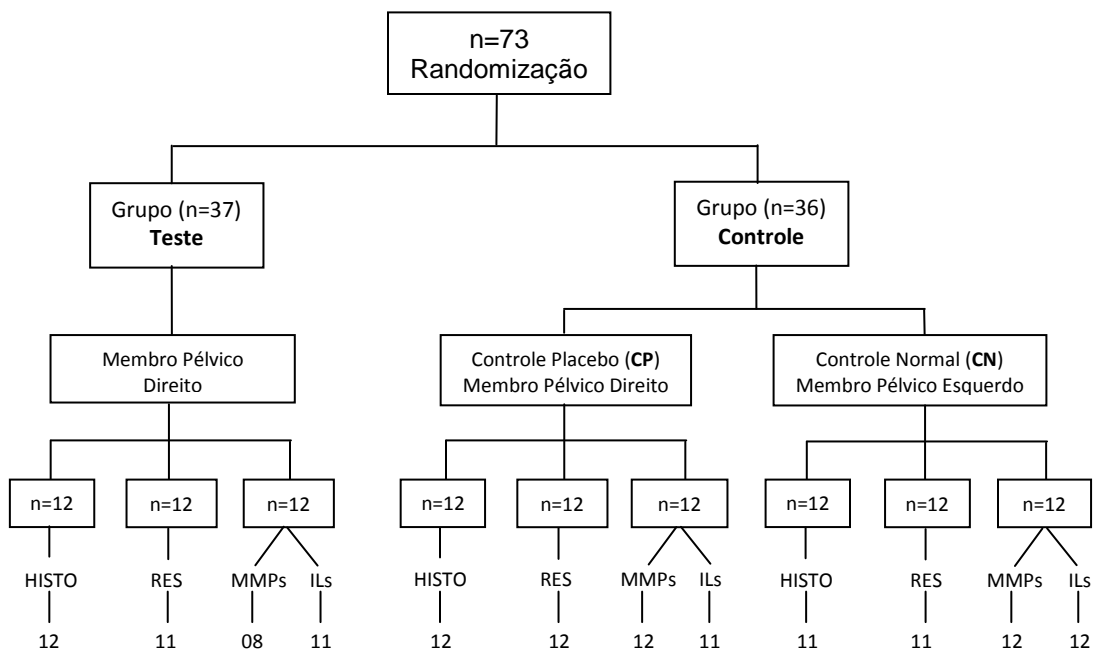 n=73
Randomização
Grupo (n=37)
Teste
Grupo (n=36)
Controle
Membro Pélvico
Direito
Controle Placebo (CP)
Membro Pélvico Direito
Controle Normal (CN)
Membro Pélvico Esquerdo
n=12 n=12 n=12 n=12 n=12 n=12 n=12 n=12 n=12
HISTO RES MMPs ILs HISTO RES MMPs ILs HISTO RES MMPs ILs
12 11 08 11 12 12 12 11 11 11 12 12